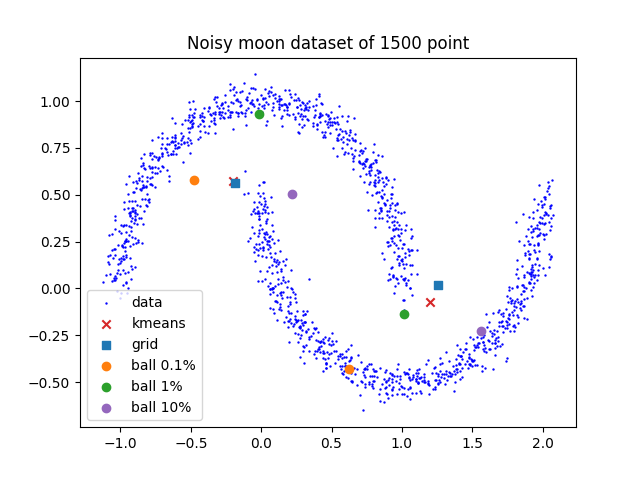 Noisy moon dataset of 1500 point
1.00
0.75
0.50
0.25
0.00
−0.25
−0.50
data
kmeans
grid
ball 0.1%
ball 1%
ball 10%
−1.0 −0.5 0.0 0.5 1.0 1.5 2.0